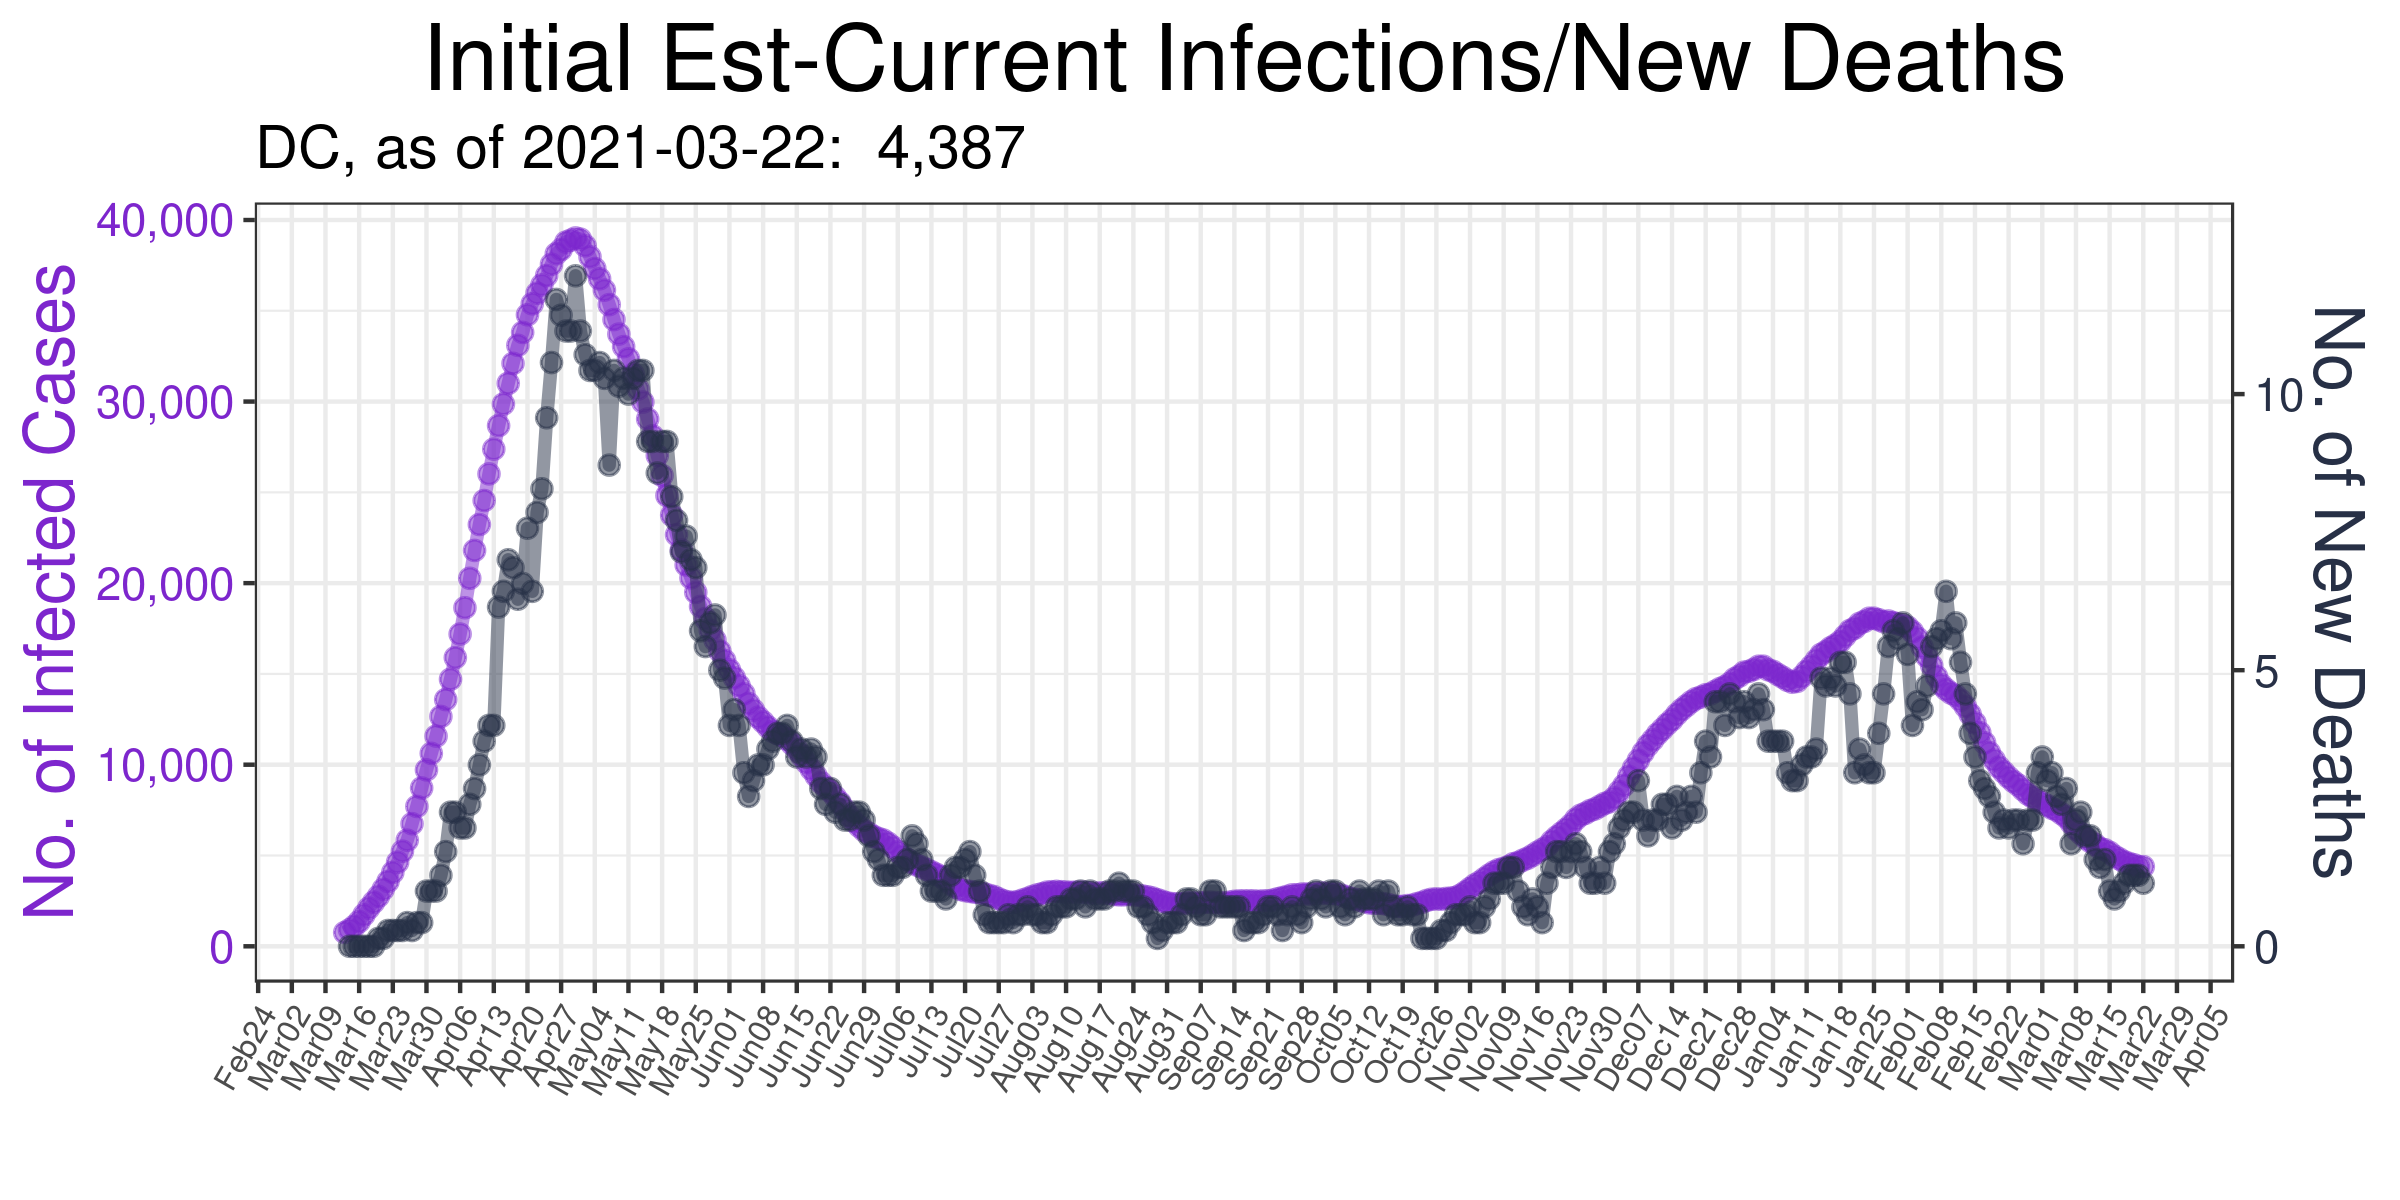 Initial Est-Current Infections/New Deaths
DC, as of 2021-03-22:  4,387
No. of Infected Cases
40,000
30,000
20,000
10,000
0
No. of New Deaths
10
5
0
Feb24
Mar02
Mar09
Mar16
Mar23
Mar30
Apr06
Apr13
Apr20
Apr27
May04
May11
May18
May25
Jun01
Jun08
Jun15
Jun22
Jun29
Jul06
Jul13
Jul20
Jul27
Aug03
Aug10
Aug17
Aug24
Aug31
Sep07
Sep14
Sep21
Sep28
Oct05
Oct12
Oct19
Oct26
Nov02
Nov09
Nov16
Nov23
Nov30
Dec07
Dec14
Dec21
Dec28
Jan04
Jan11
Jan18
Jan25
Feb01
Feb08
Feb15
Feb22
Mar01
Mar08
Mar15
Mar22
Mar29
Apr05